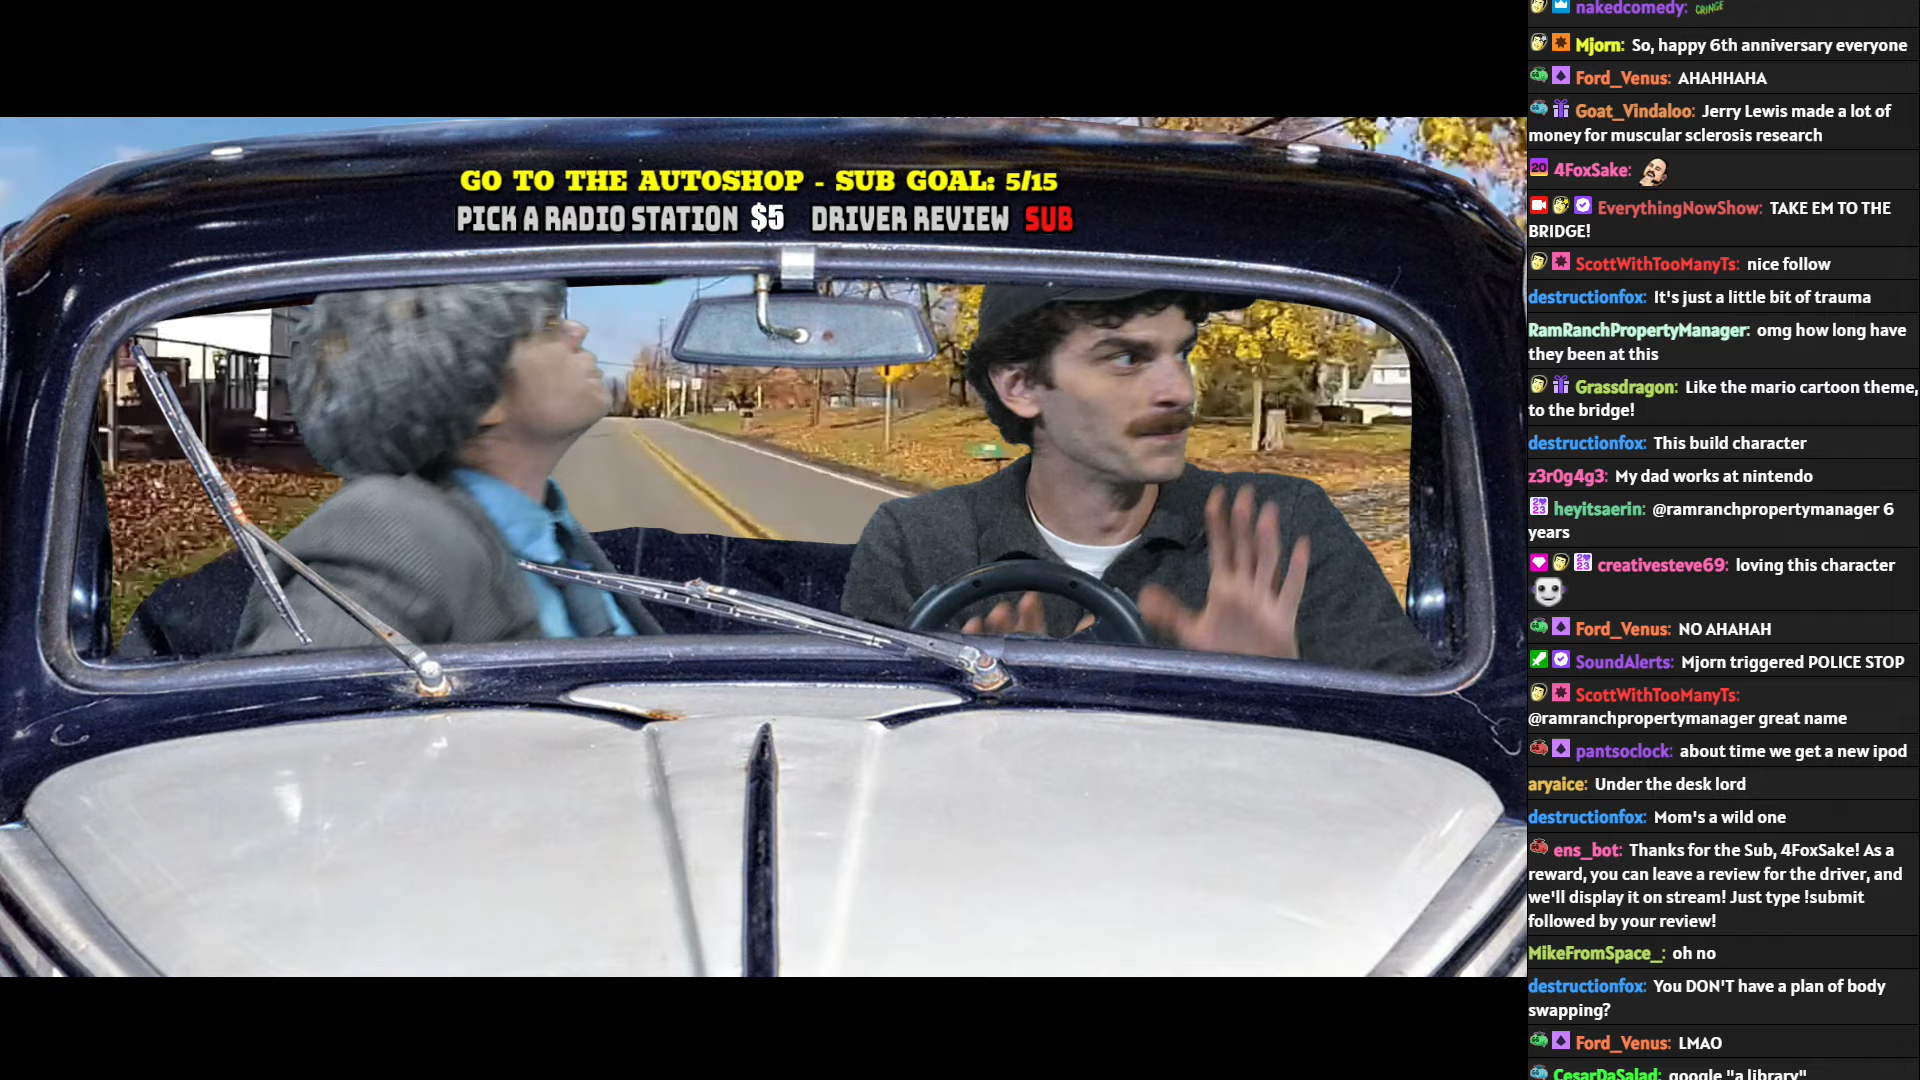 GO TO THE AUTOSHOP - SUB GOAL: 5/15
PICK A RADIO STATION $5 DRIVER REVIEW SUB
nakedcomedy: CRINGE
Mjorn: So, happy 6th anniversary everyone
Ford_Venus: AHAHHAHA
Goat_Vindaloo: Jerry Lewis made a lot of
money for muscular sclerosis research
20 4FoxSake:
EverythingNowShow: TAKE EM TO THE
BRIDGE!
ScottWithTooManyTs: nice follow
destructionfox: It's just a little bit of trauma
RamRanchPropertyManager: omg how long have
they been at this
Grassdragon: Like the mario cartoon theme,
to the bridge!
destructionfox: This build character
z3r0g4g3: My dad works at nintendo
heyitsaerin: @ramranchpropertymanager 6
years
creativesteve69: loving this character
Ford_Venus: NO AHAHAH
SoundAlerts: Mjorn triggered POLICE STOP
ScottWithTooManyTs:
@ramranchpropertymanager great name
pantsoclock: about time we get a new ipod
aryaice: Under the desk lord
destructionfox: Mom's a wild one
ens_bot: Thanks for the Sub, 4FoxSake! As a
reward, you can leave a review for the driver, and
we'll display it on stream! Just type !submit
followed by your review!
MikeFromSpace_: oh no
destructionfox: You DON'T have a plan of body
swapping?
Ford_Venus: LMAO
CesarDaSalad: google "a library"